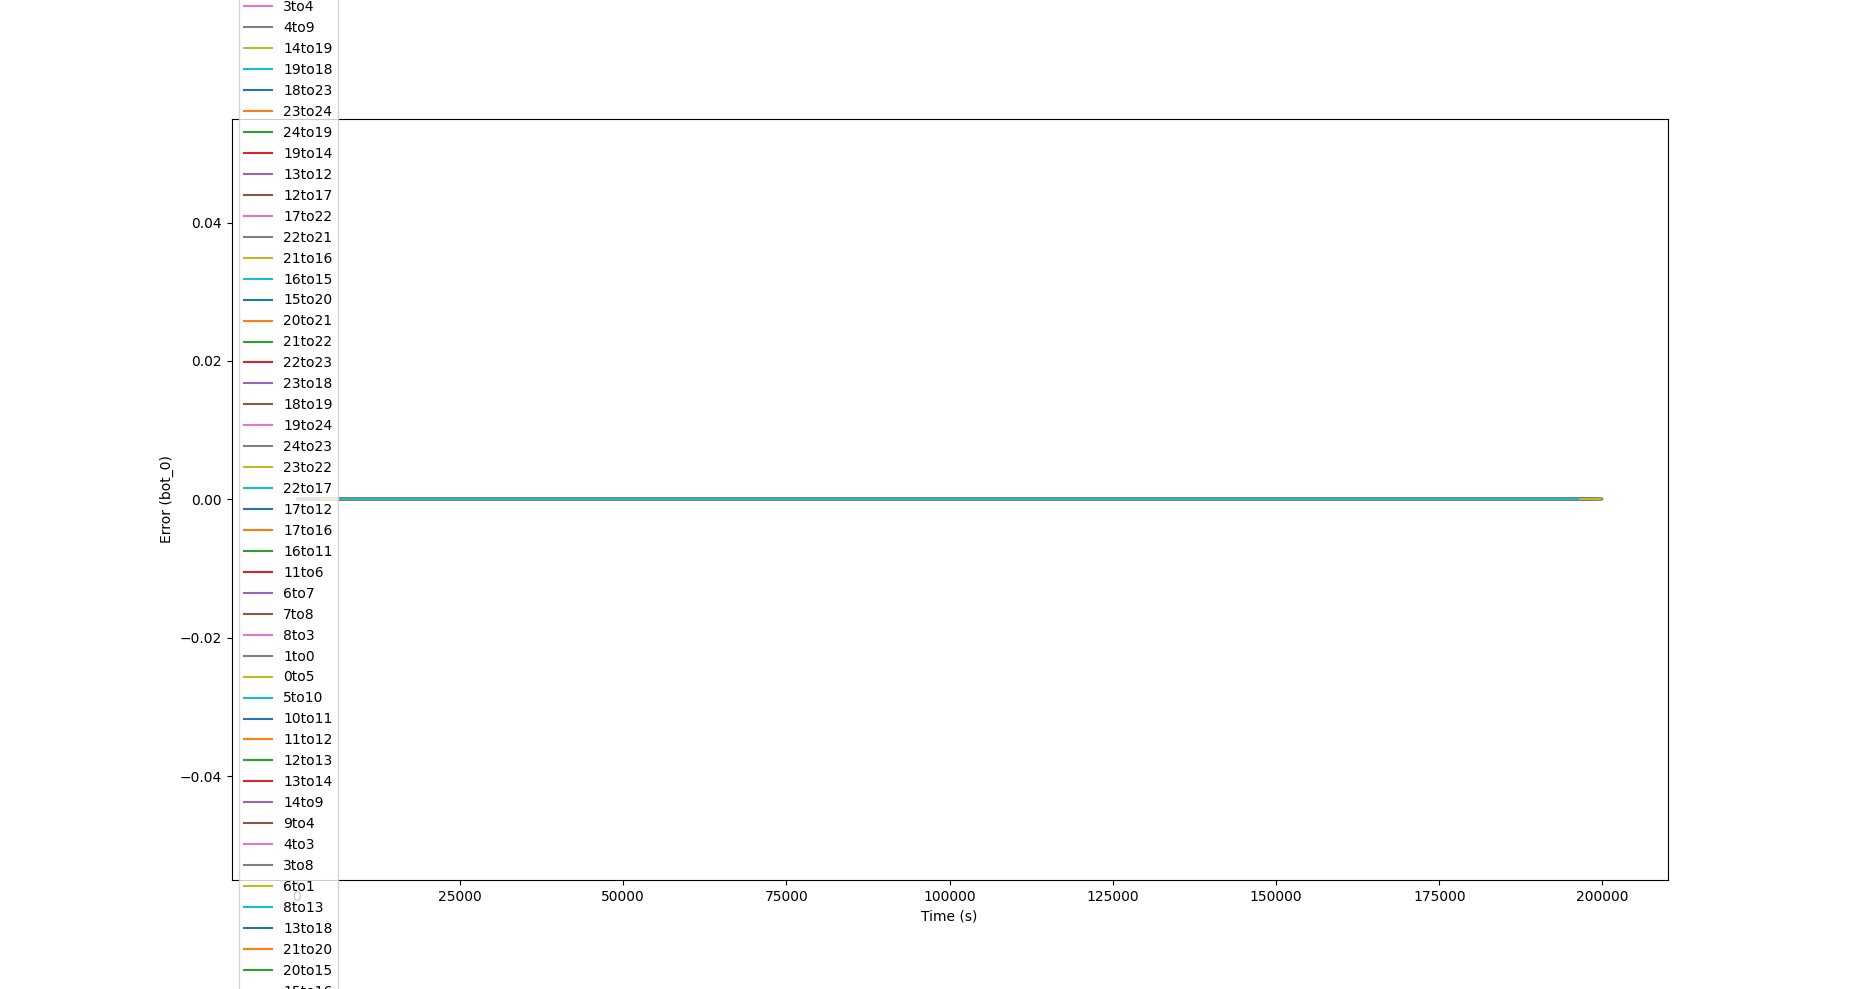 3to4
4to9
14to19
19to18
18to23
23to24
24to19
19to14
13to12
12to17
17to22
22to21
21to16
16to15
15to20
20to21
21to22
22to23
23to18
18to19
19to24
24to23
23to22
22to17
17to12
17to16
16to11
11to6
6to7
7to8
8to3
1to0
0to5
5to10
10to11
11to12
12to13
13to14
14to9
9to4
4to3
3to8
6to1
8to13
13to18
21to20
20to15
15to16
0.04
0.02
0.00
−0.02
−0.04
Error (bot_0)
0 25000 50000 75000 100000 125000 150000 175000 200000
Time (s)